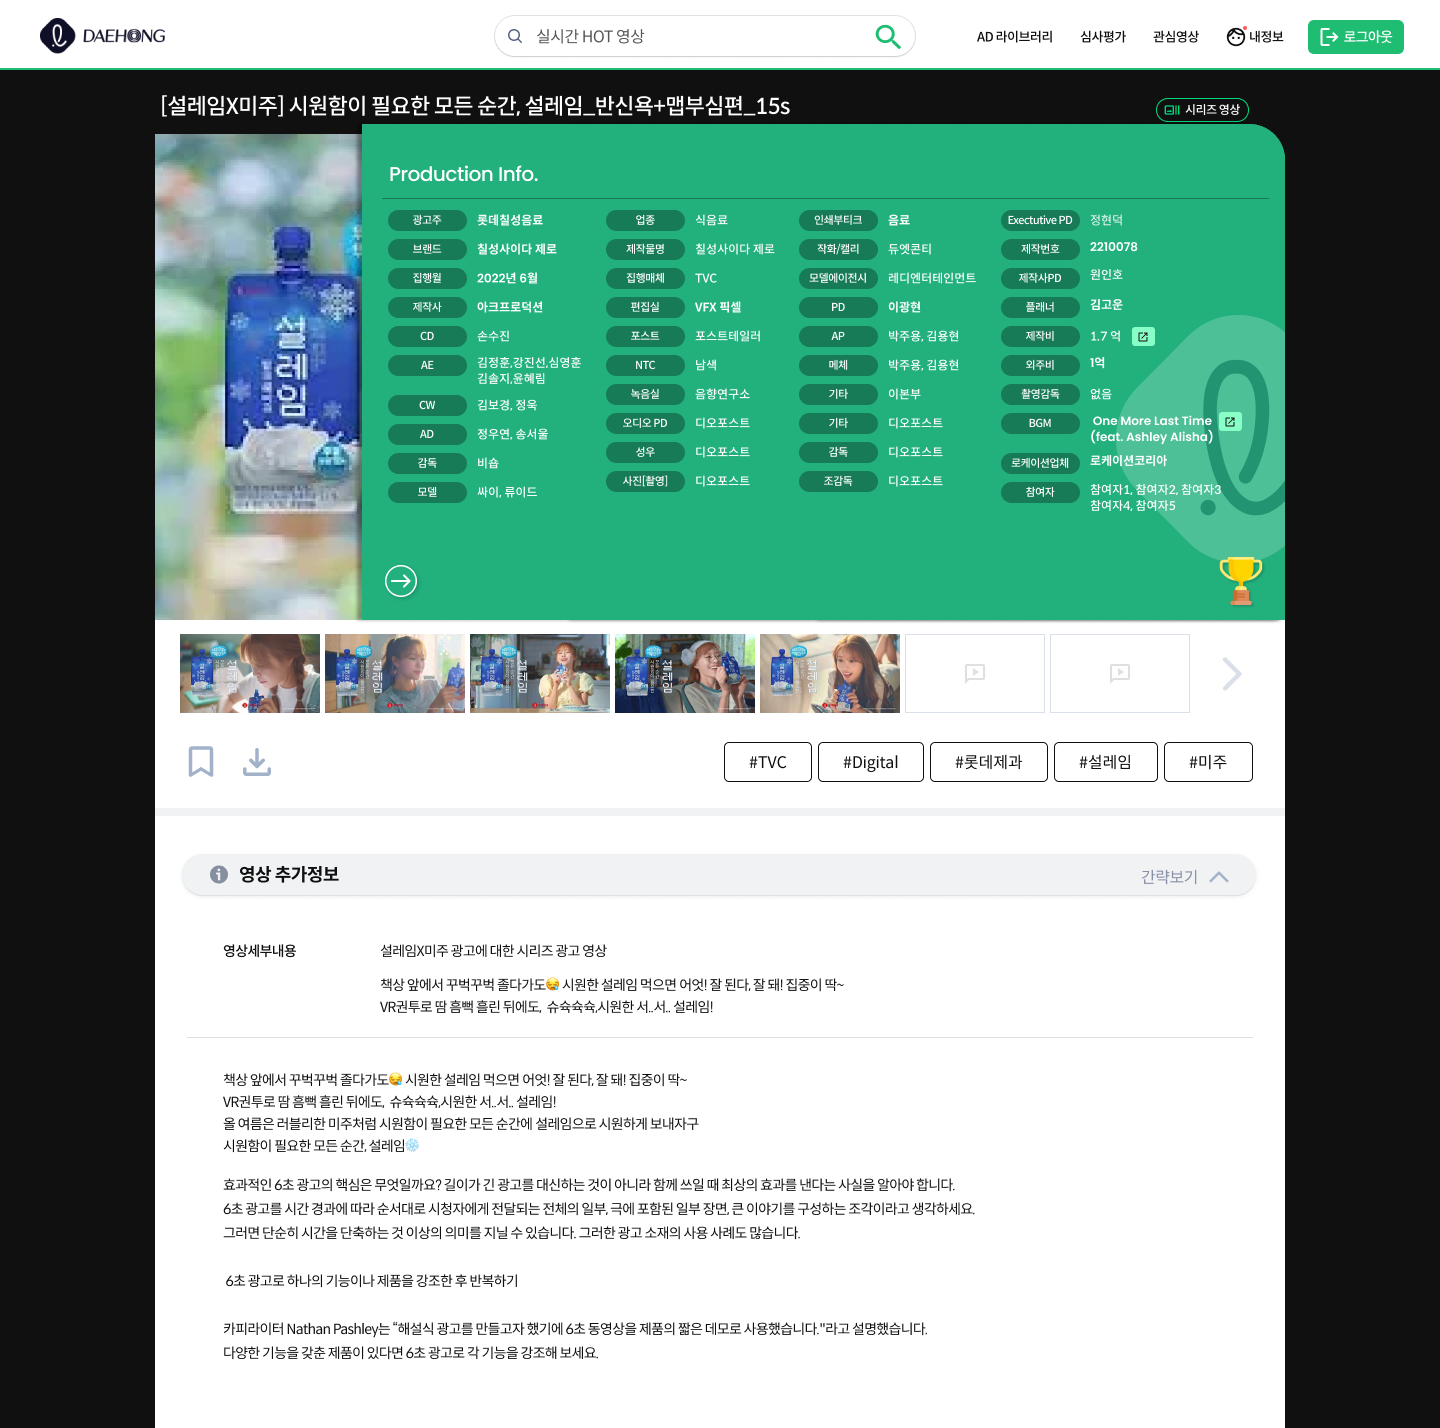 DAEHONG
실시간 HOT 영상
AD 라이브러리
심사평가
관심영상
내정보
로그아웃
[설레임X미주] 시원함이 필요한 모든 순간, 설레임_반신욕+맵부심편_15s
시리즈 영상
설레임
Production Info.
광고주 롯데칠성음료
브랜드 칠성사이다 제로
집행월 2022년 6월
제작사 아크프로덕션
CD 손수진
AE 김정훈,강진선,심영훈
김솔지,윤혜림
CW 김보경, 정욱
AD 정우연, 송서울
감독 비숍
모델 싸이, 류이드
업종 식음료
제작물명 칠성사이다 제로
집행매체 TVC
편집실 VFX 픽셀
포스트 포스트테일러
NTC 남색
녹음실 음향연구소
오디오 PD 디오포스트
성우 디오포스트
사진[촬영] 디오포스트
인쇄부티크 음료
작화/캘리 듀엣콘티
모델에이전시 레디엔터테인먼트
PD 이광현
AP 박주용, 김용현
메체 박주용, 김용현
기타 이본부
기타 디오포스트
감독 디오포스트
조감독 디오포스트
Exectutive PD 정현덕
제작번호 2210078
제작사PD 원인호
플래너 김고운
제작비 1.7 억
외주비 1억
촬영감독 없음
BGM One More Last Time
(feat. Ashley Alisha)
로케이션업체 로케이션코리아
참여자 참여자1, 참여자2, 참여자3
참여자4, 참여자5
설레임
설레임
설레임
설레임
설레임
#TVC
#Digital
#롯데제과
#설레임
#미주
영상 추가정보
간략보기
영상세부내용
설레임X미주 광고에 대한 시리즈 광고 영상
책상 앞에서 꾸벅꾸벅 졸다가도😪 시원한 설레임 먹으면 어엇! 잘 된다, 잘 돼! 집중이 딱~
VR권투로 땀 흠뻑 흘린 뒤에도, 슈슉슉슉,시원한 서..서.. 설레임!
책상 앞에서 꾸벅꾸벅 졸다가도😪 시원한 설레임 먹으면 어엇! 잘 된다, 잘 돼! 집중이 딱~
VR권투로 땀 흠뻑 흘린 뒤에도, 슈슉슉슉,시원한 서..서.. 설레임!
올 여름은 러블리한 미주처럼 시원함이 필요한 모든 순간에 설레임으로 시원하게 보내자구
시원함이 필요한 모든 순간, 설레임❄️
효과적인 6초 광고의 핵심은 무엇일까요? 길이가 긴 광고를 대신하는 것이 아니라 함께 쓰일 때 최상의 효과를 낸다는 사실을 알아야 합니다.
6초 광고를 시간 경과에 따라 순서대로 시청자에게 전달되는 전체의 일부, 극에 포함된 일부 장면, 큰 이야기를 구성하는 조각이라고 생각하세요.
그러면 단순히 시간을 단축하는 것 이상의 의미를 지닐 수 있습니다. 그러한 광고 소재의 사용 사례도 많습니다.
6초 광고로 하나의 기능이나 제품을 강조한 후 반복하기
카피라이터 Nathan Pashley는 “해설식 광고를 만들고자 했기에 6초 동영상을 제품의 짧은 데모로 사용했습니다."라고 설명했습니다.
다양한 기능을 갖춘 제품이 있다면 6초 광고로 각 기능을 강조해 보세요.